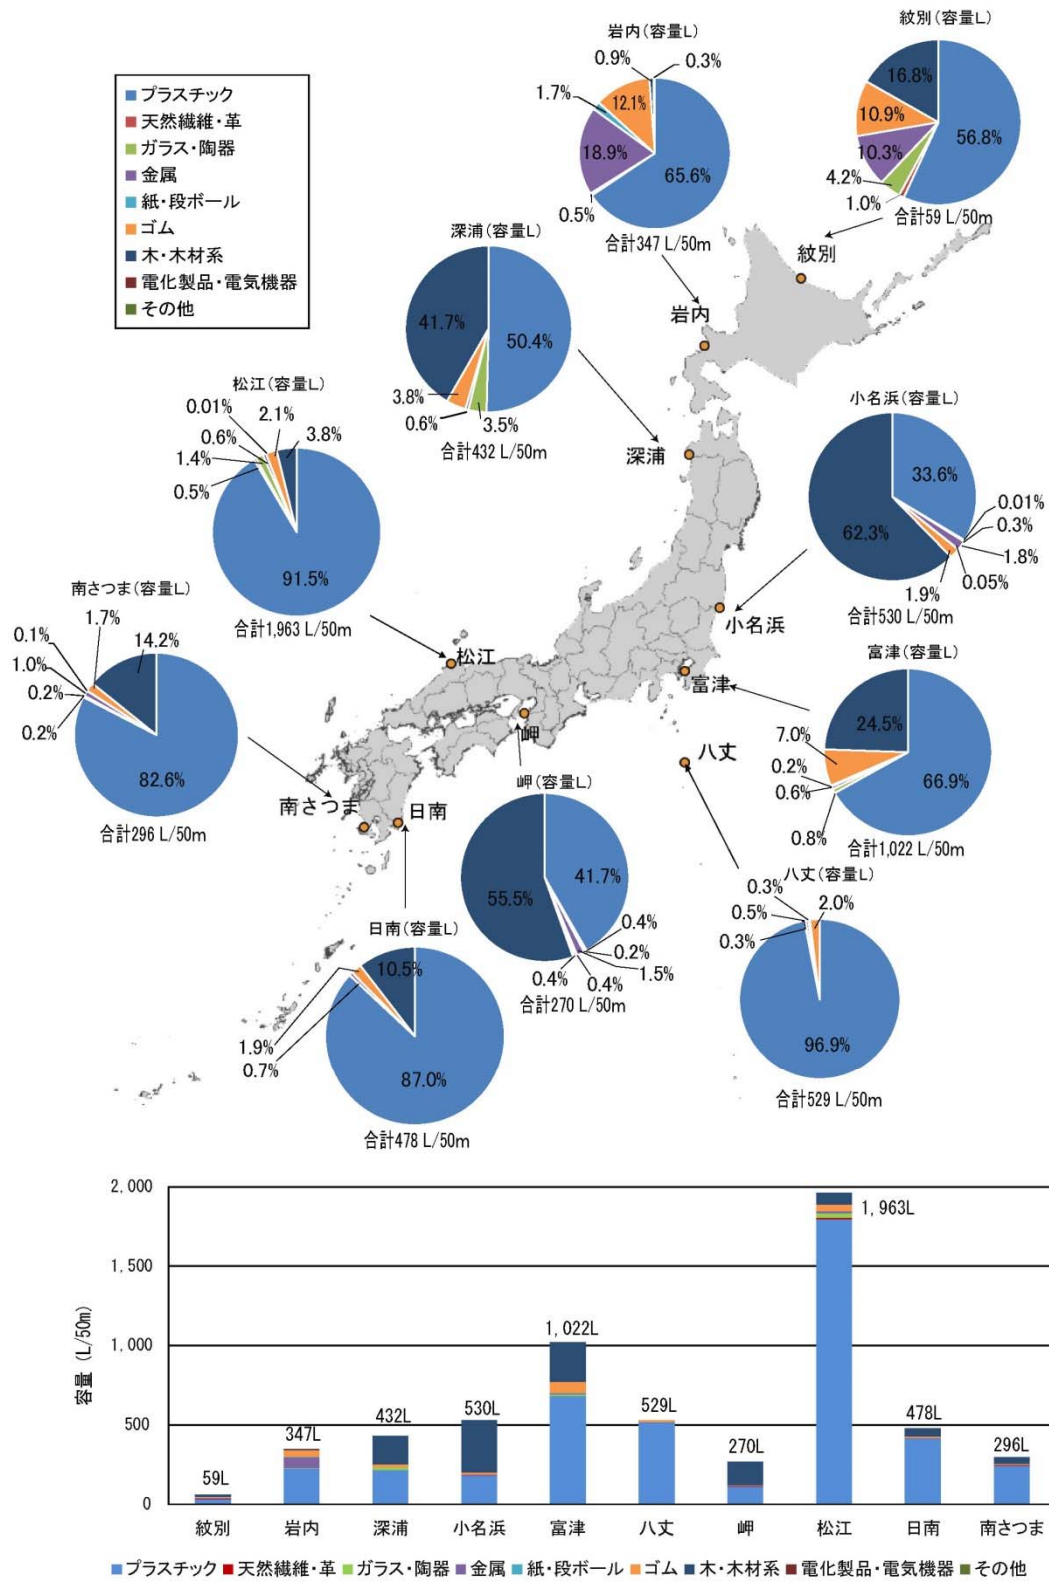 岩内(容量L)
0.9%
0.3%
1.7%
12.1%
18.9%
65.6%
0.5%
合計347 L/50m
紋別(容量L)
16.8%
10.9%
56.8%
10.3%
4.2%
1.0%
合計59 L/50m
プラスチック
天然繊維・革
ガラス・陶器
金属
紙・段ボール
ゴム
木・木材系
電化製品・電気機器
その他
深浦(容量L)
41.7%
50.4%
3.8%
0.6%
3.5%
合計432 L/50m
紋別
岩内
深浦
小名浜
富津
八丈
松江
岬
南さつま
日南
松江(容量L)
0.01%
2.1%
0.6%
3.8%
1.4%
0.5%
91.5%
合計1,963 L/50m
小名浜(容量L)
33.6%
62.3%
0.01%
0.3%
1.8%
0.05%
1.9%
合計530 L/50m
南さつま(容量L)
1.7%
0.1%
14.2%
1.0%
0.2%
0.2%
82.6%
合計296 L/50m
富津(容量L)
24.5%
7.0%
66.9%
0.2%
0.6%
0.8%
合計1,022 L/50m
岬(容量L)
41.7%
55.5%
0.4%
0.2%
1.5%
0.4%
0.4%
合計270 L/50m
八丈(容量L)
0.3%
2.0%
0.5%
0.3%
96.9%
合計529 L/50m
日南(容量L)
10.5%
1.9%
0.7%
87.0%
合計478 L/50m
容量 (L/50m)
2,000
1,500
1,000
500
0
59L
347L
432L
530L
1,022L
529L
270L
1,963L
478L
296L
紋別 岩内 深浦 小名浜 富津 八丈 岬 松江 日南 南さつま
プラスチック 天然繊維・革 ガラス・陶器 金属 紙・段ボール ゴム 木・木材系 電化製品・電気機器 その他